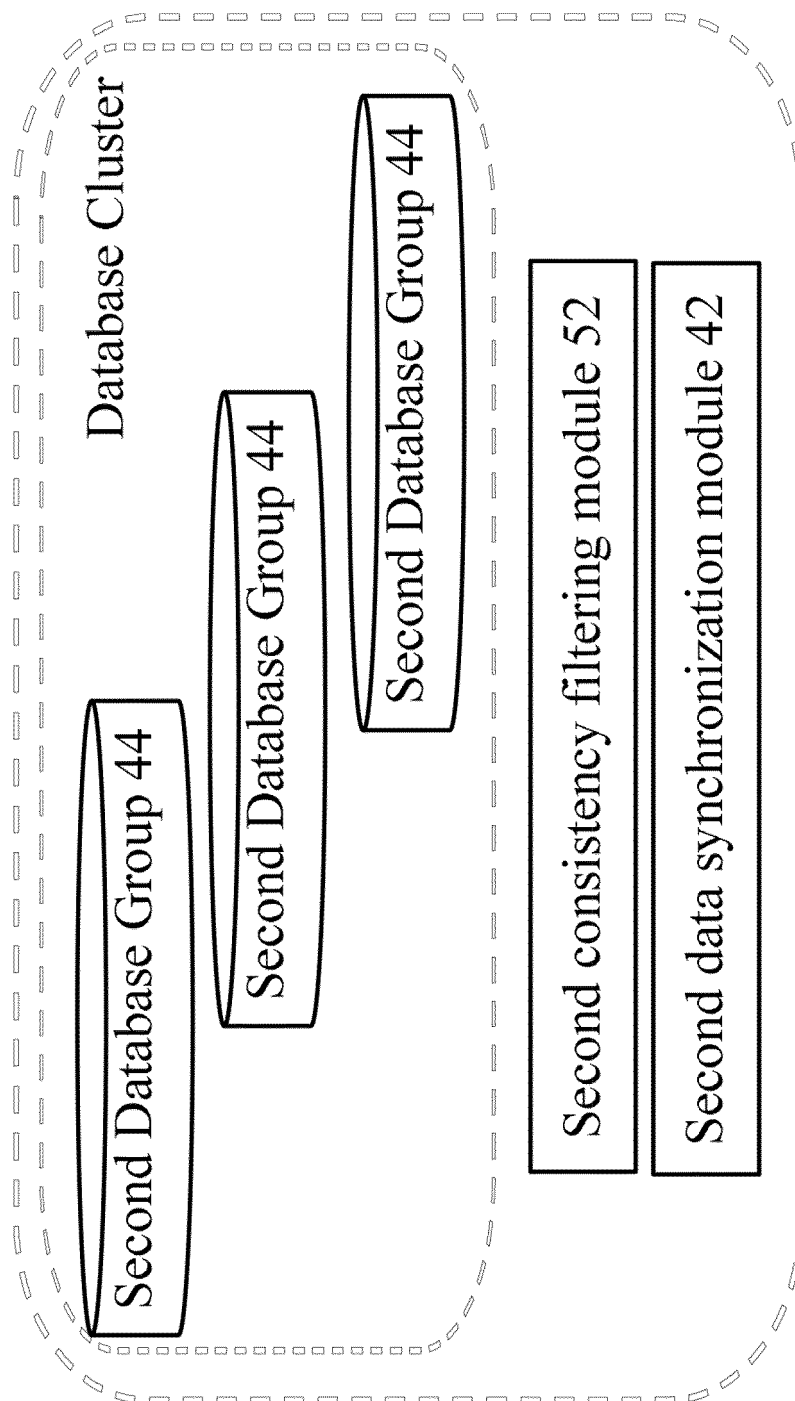 Database Cluster
Second Database Group 44
Second Database Group 44
Second Database Group 44
Second consistency filtering module 52
Second data synchronization module 42